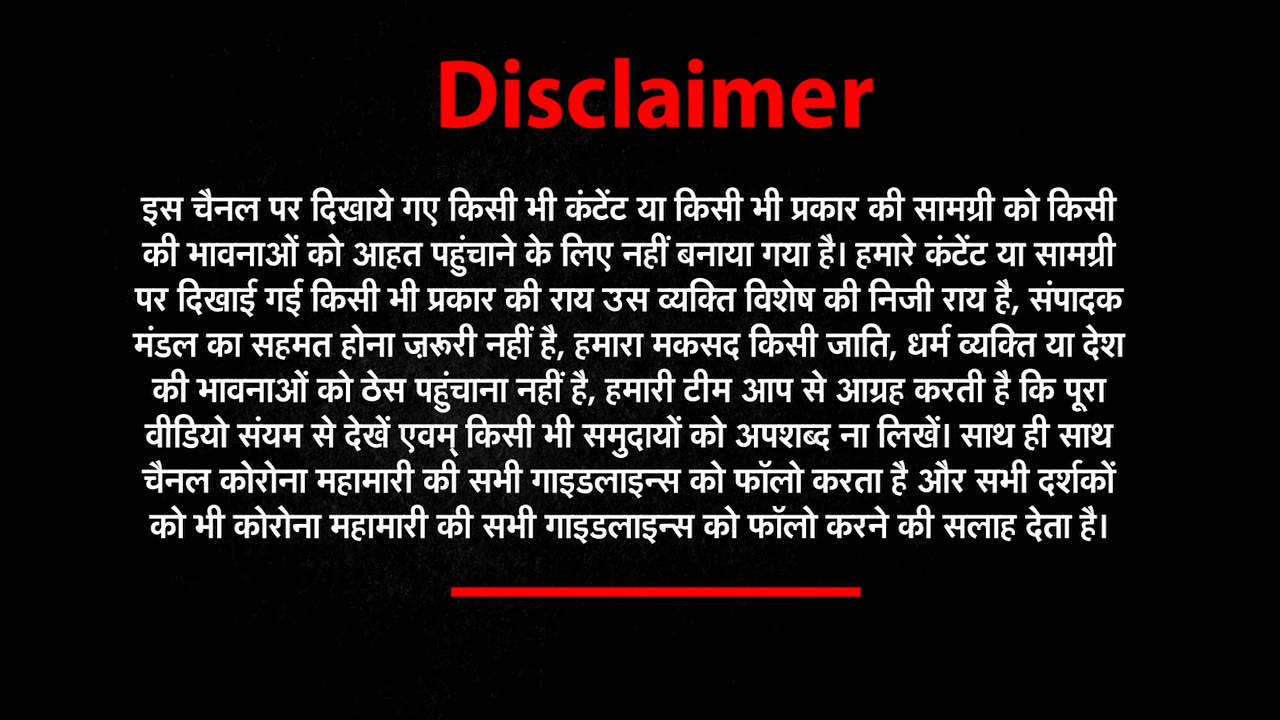 Disclaimer
इस चैनल पर दिखाये गए किसी भी कंटेंट या किसी भी प्रकार की सामग्री को किसी
की भावनाओं को आहत पहुंचाने के लिए नहीं बनाया गया है। हमारे कंटेंट या सामग्री
पर दिखाई गई किसी भी प्रकार की राय उस व्यक्ति विशेष की निजी राय है, संपादक
मंडल का सहमत होना ज़रूरी नहीं है, हमारा मकसद किसी जाति, धर्म व्यक्ति या देश
की भावनाओं को ठेस पहुंचाना नहीं है, हमारी टीम आप से आग्रह करती है कि पूरा
वीडियो संयम से देखें एवम् किसी भी समुदायों को अपशब्द ना लिखें। साथ ही साथ
चैनल कोरोना महामारी की सभी गाइडलाइन्स को फॉलो करता है और सभी दर्शकों
को भी कोरोना महामारी की सभी गाइडलाइन्स को फॉलो करने की सलाह देता है।